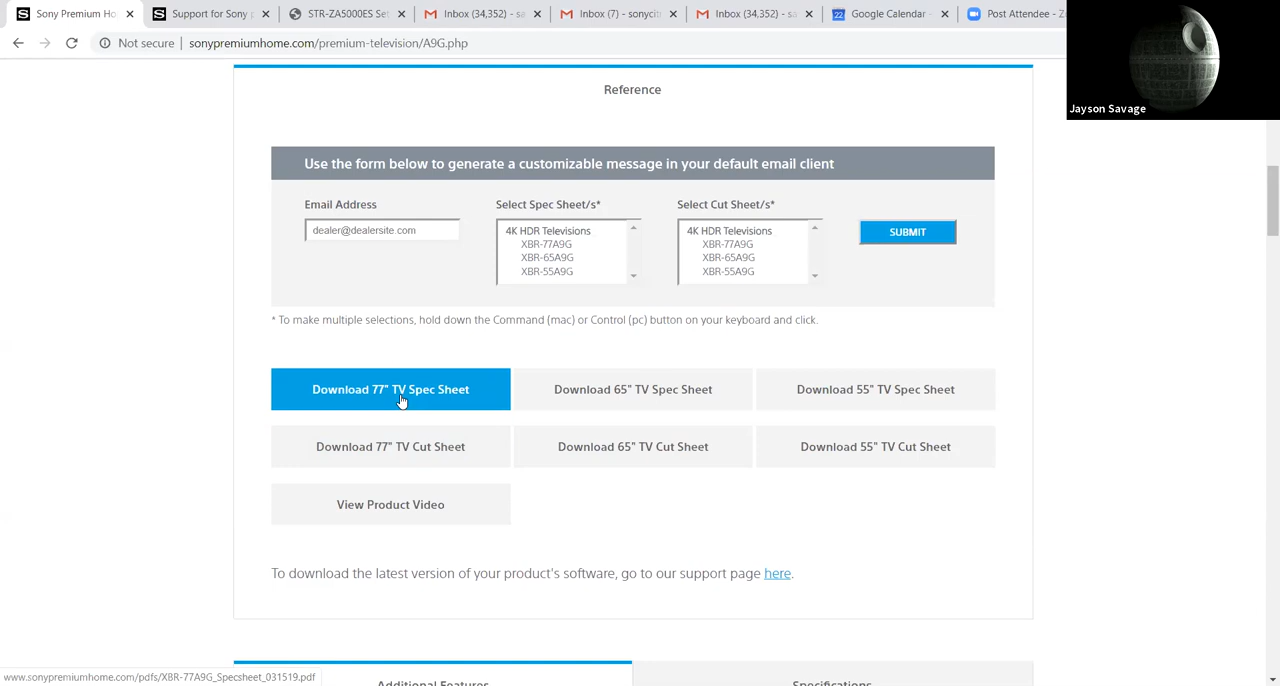 Sony Premium Ho
Support for Sony p
STR-ZA5000ES Set
Inbox (34,352) - sa
Inbox (7) - sonycit
Inbox (34,352) - sa
Google Calendar -
Post Attendee - Z
Not secure | sonypremiumhome.com/premium-television/A9G.php
Jayson Savage
Reference
Use the form below to generate a customizable message in your default email client
Email Address
Select Spec Sheet/s*
Select Cut Sheet/s*
dealer@dealersite.com
4K HDR Televisions
XBR-77A9G
XBR-65A9G
XBR-55A9G
4K HDR Televisions
XBR-77A9G
XBR-65A9G
XBR-55A9G
SUBMIT
* To make multiple selections, hold down the Command (mac) or Control (pc) button on your keyboard and click.
Download 77" TV Spec Sheet
Download 65" TV Spec Sheet
Download 55" TV Spec Sheet
Download 77" TV Cut Sheet
Download 65" TV Cut Sheet
Download 55" TV Cut Sheet
View Product Video
To download the latest version of your product's software, go to our support page here.
www.sonypremiumhome.com/pdfs/XBR-77A9G_Specsheet_031519.pdf
Additional Features
Specifications